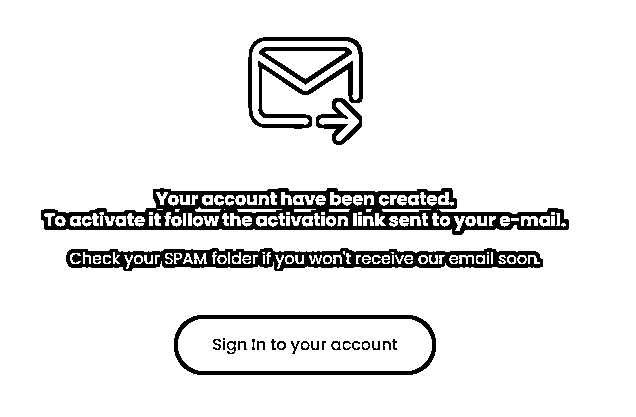 Your account have been created.
To activate it follow the activation link sent to your e-mail.
Check your SPAM folder if you won't receive our email soon.
Sign In to your account